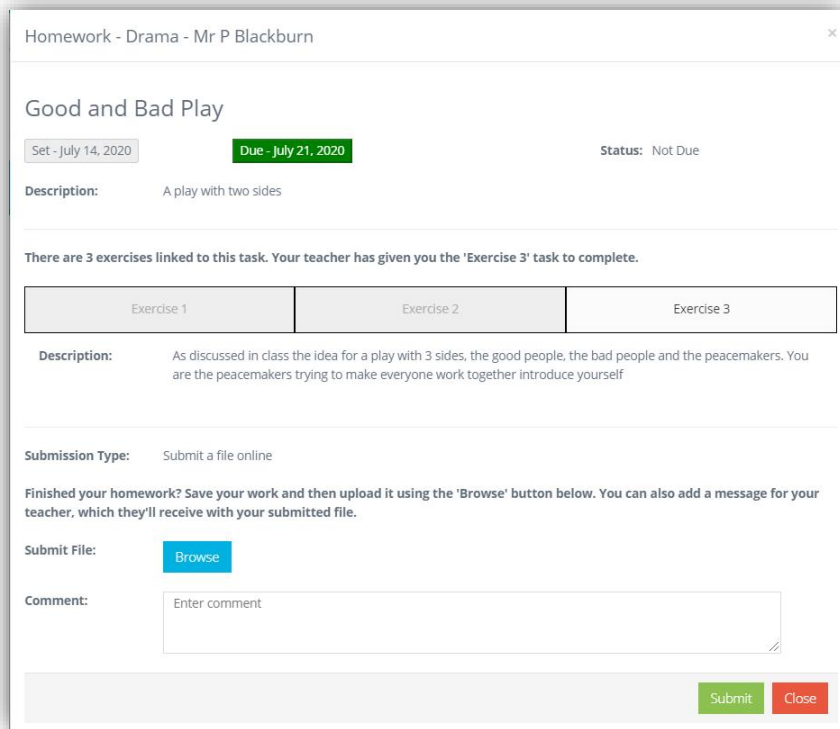 Homework - Drama - Mr P Blackburn ×
Good and Bad Play
Set - July 14, 2020 Due - July 21, 2020 Status: Not Due
Description: A play with two sides
There are 3 exercises linked to this task. Your teacher has given you the 'Exercise 3' task to complete.
Exercise 1 Exercise 2 Exercise 3
Description: As discussed in class the idea for a play with 3 sides, the good people, the bad people and the peacemakers. You
are the peacemakers trying to make everyone work together introduce yourself
Submission Type: Submit a file online
Finished your homework? Save your work and then upload it using the 'Browse' button below. You can also add a message for your
teacher, which they'll receive with your submitted file.
Submit File: Browse
Comment: Enter comment
Submit Close